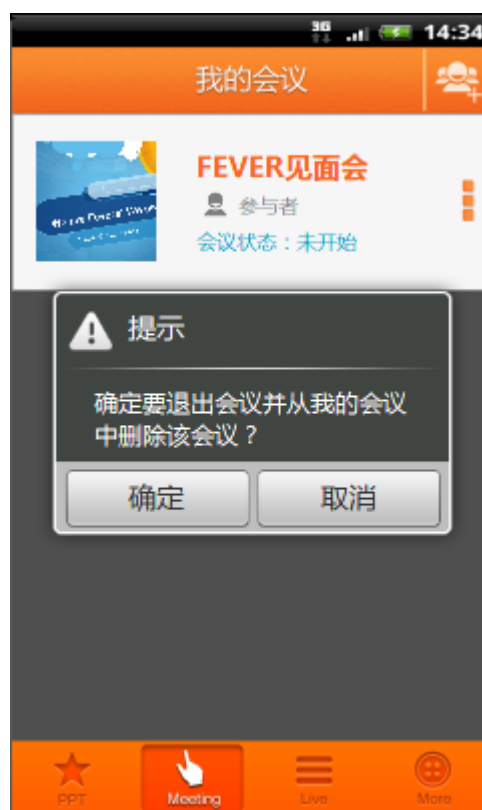 3G 14:34
我的会议
FEVER见面会
参与者
会议状态：未开始
提示
确定要退出会议并从我的会议
中删除该会议？
确定 取消
PPT Meeting Live More